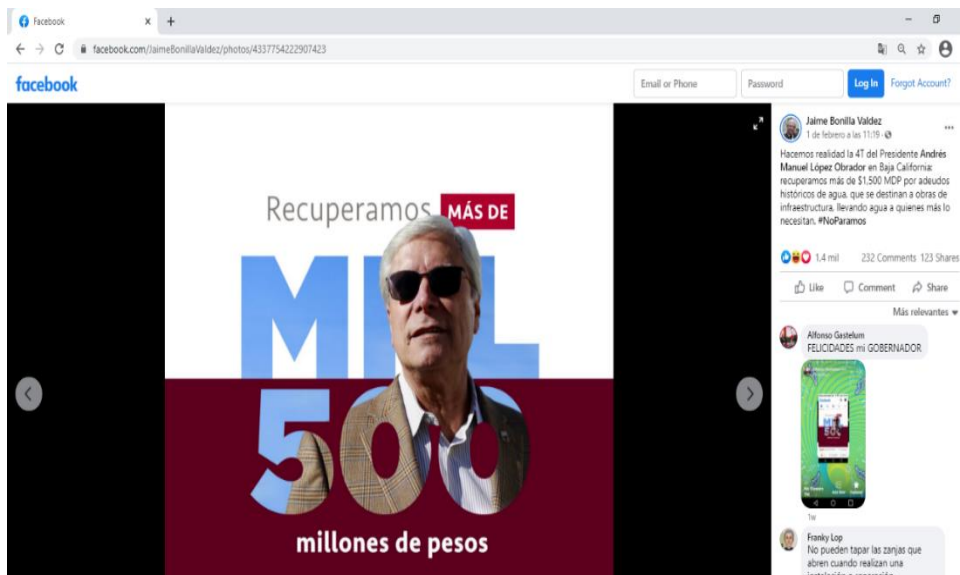 Facebook
facebook.com/JaimeBonillaValdez/photos/4337754222907423
facebook
Email or Phone
Password
Log In
Forgot Account?
Recuperamos MÁS DE
MIL
500
millones de pesos
Jaime Bonilla Valdez
1 de febrero a las 11:19
Hacemos realidad la 4T del Presidente Andrés
Manuel López Obrador en Baja California:
recuperamos más de $1,500 MDP por adeudos
históricos de agua, que se destinan a obras de
infraestructura, llevando agua a quienes más lo
necesitan. #NoParamos
1,4 mil
232 Comments 123 Shares
Like
Comment
Share
Más relevantes
Alfonso Gastelum
FELICIDADES mi GOBERNADOR
1w
Franky Lop
No pueden tapar las zanjas que
abren cuando realizan una